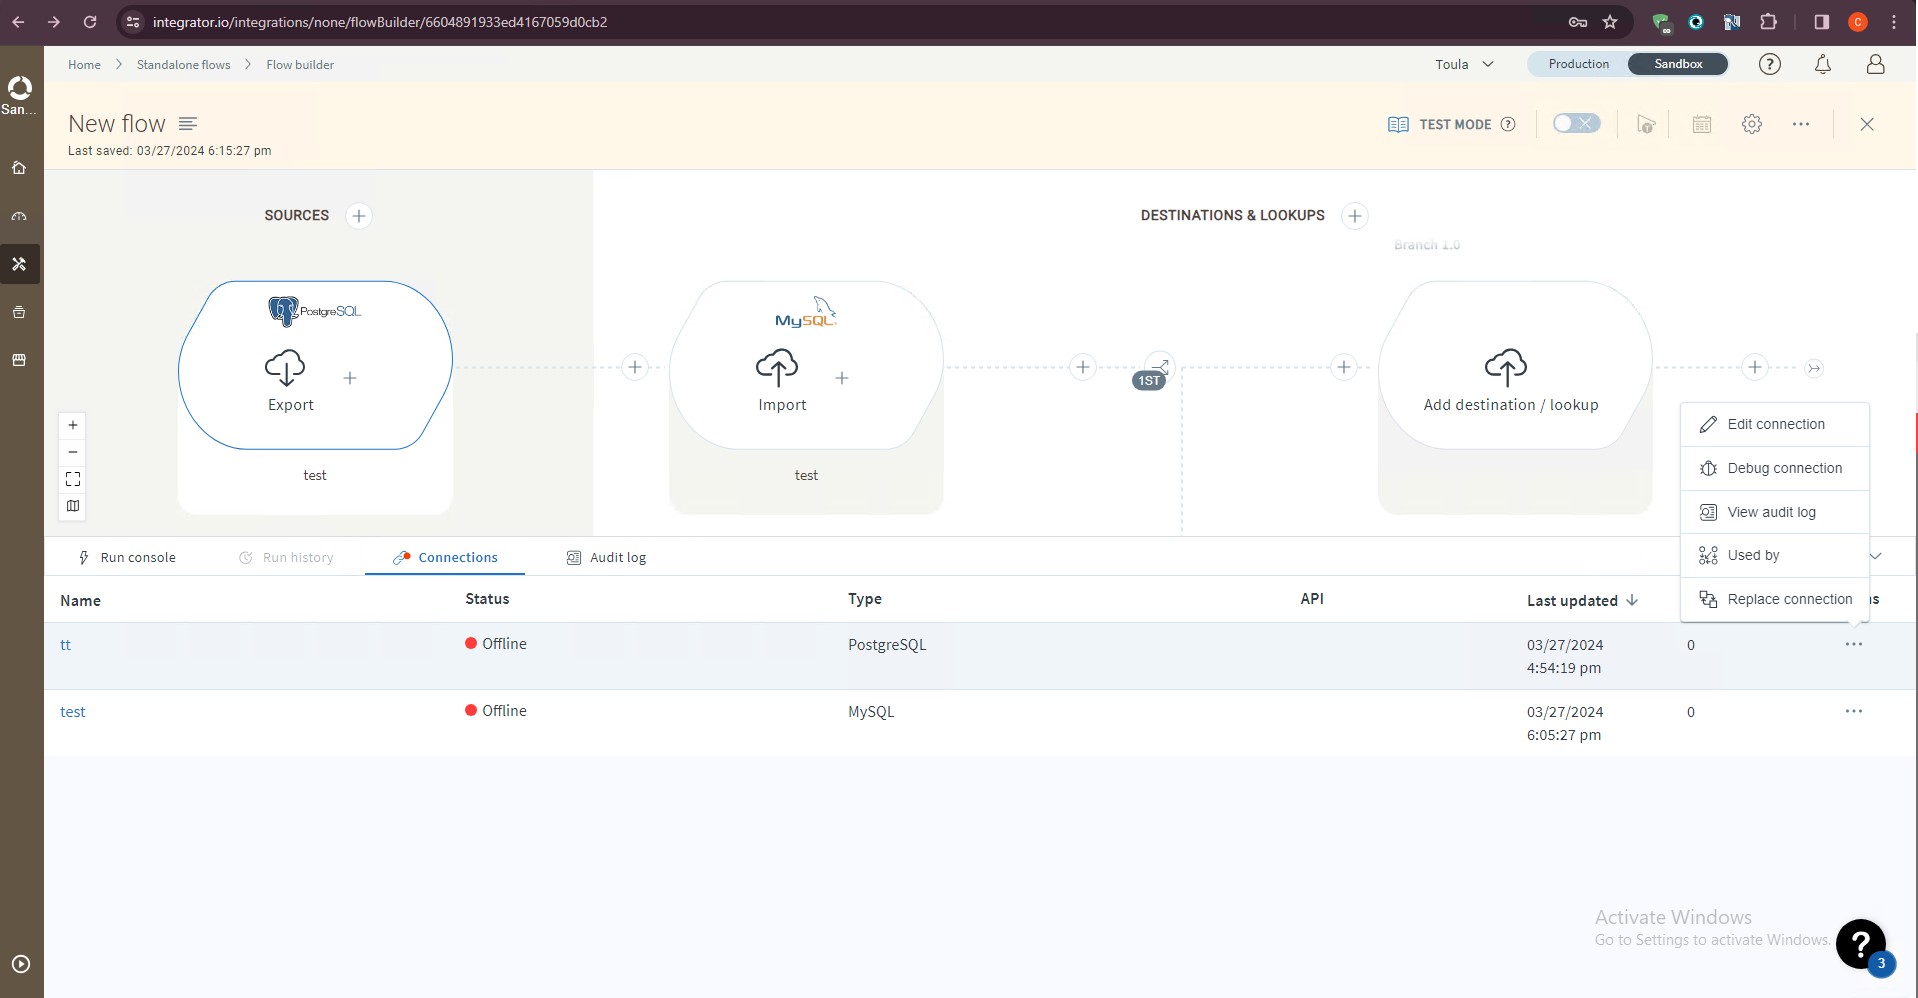 integrator.io/integrations/none/flowBuilder/6604891933ed4167059d0cb2
C
Home
Standalone flows
Flow builder
Toula
Production
Sandbox
San...
New flow
Last saved: 03/27/2024 6:15:27 pm
TEST MODE
SOURCES
DESTINATIONS & LOOKUPS
Branch 1.0
PostgreSQL
Export
test
MySQL
Import
test
1ST
Add destination / lookup
Edit connection
Debug connection
View audit log
Used by
Replace connection
Run console
Run history
Connections
Audit log
Name
Status
Type
API
Last updated
tt
Offline
PostgreSQL
03/27/2024
4:54:19 pm
0
test
Offline
MySQL
03/27/2024
6:05:27 pm
0
Activate Windows
Go to Settings to activate Windows.
3